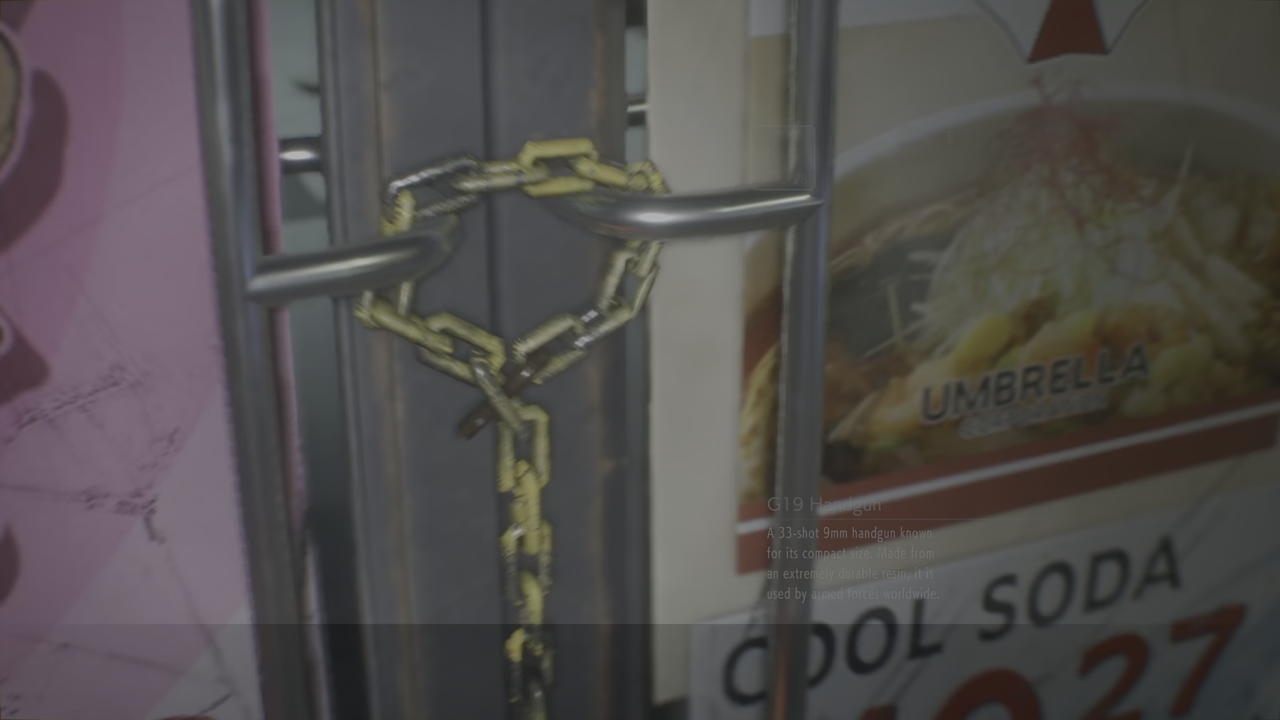 UMBRELLA
G19 Handgun
A 33-shot 9mm handgun known
for its compact size. Made from
an extremely durable resin, it is
used by armed forces worldwide.
COOL SODA
27